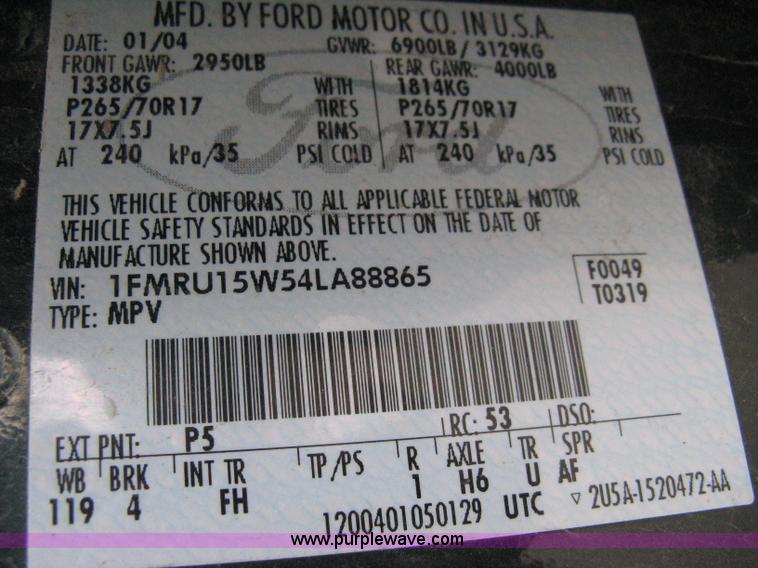 MFD. BY FORD MOTOR CO. IN U.S.A.
DATE: 01/04 GVWR: 6900LB / 3129KG
FRONT GAWR: 2950LB REAR GAWR: 4000LB
1338KG WITH 1814KG WITH
P265/70R17 TIRES P265/70R17 TIRES
17X7.5J RIMS 17X7.5J RIMS
AT 240 kPa/35 PSI COLD AT 240 kPa/35 PSI COLD
Ford
THIS VEHICLE CONFORMS TO ALL APPLICABLE FEDERAL MOTOR
VEHICLE SAFETY STANDARDS IN EFFECT ON THE DATE OF
MANUFACTURE SHOWN ABOVE.
VIN: 1FMRU15W54LA88865 F0049
TYPE: MPV T0319
EXT PNT: P5 RC: 53 DSO:
WB BRK INT TR TP/PS R AXLE TR SPR
119 4 FH 1 H6 U AF
1200401050129 UTC ▽ 2U5A-1520472-AA
www.purplewave.com